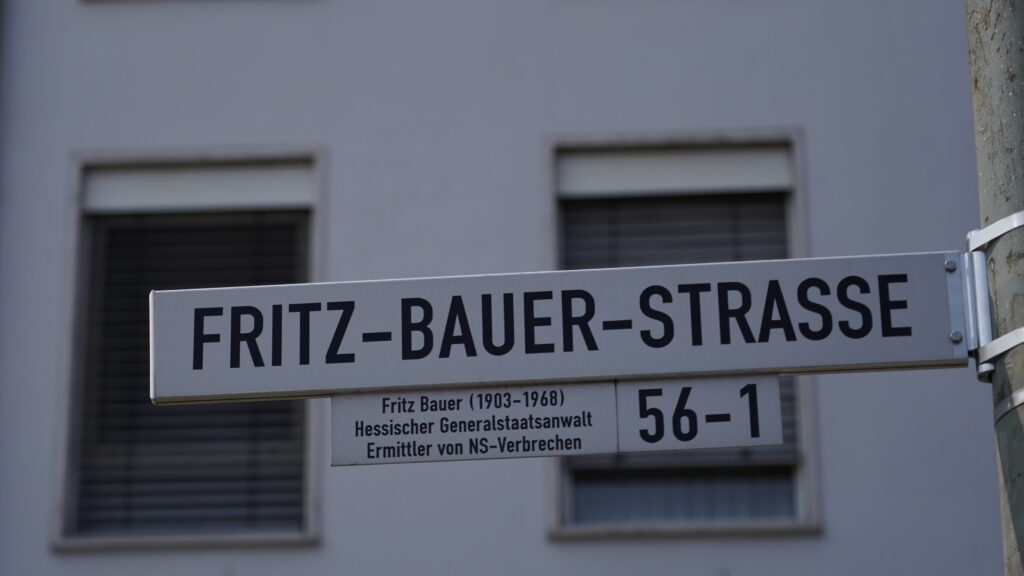 FRITZ-BAUER-STRASSE
Fritz Bauer (1903-1968)
Hessischer Generalstaatsanwalt
Ermittler von NS-Verbrechen
56-1